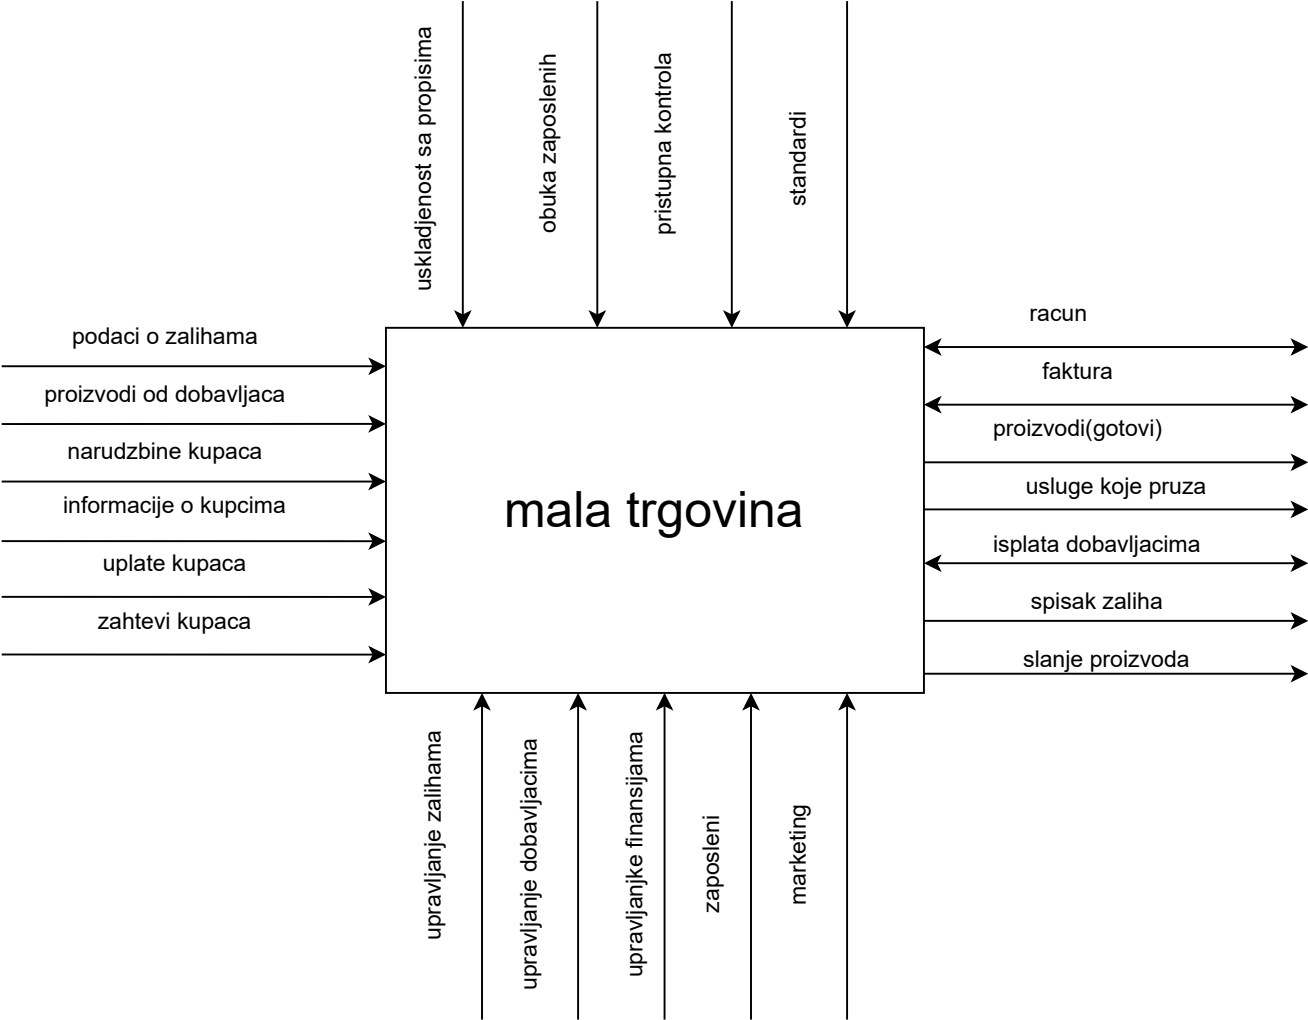 uskladjenost sa propisima
obuka zaposlenih
pristupna kontrola
standardi
podaci o zalihama
proizvodi od dobavljaca
narudzbine kupaca
informacije o kupcima
uplate kupaca
zahtevi kupaca
mala trgovina
racun
faktura
proizvodi(gotovi)
usluge koje pruza
isplata dobavljacima
spisak zaliha
slanje proizvoda
upravljanje zalihama
upravljanje dobavljacima
upravljanjke finansijama
zaposleni
marketing